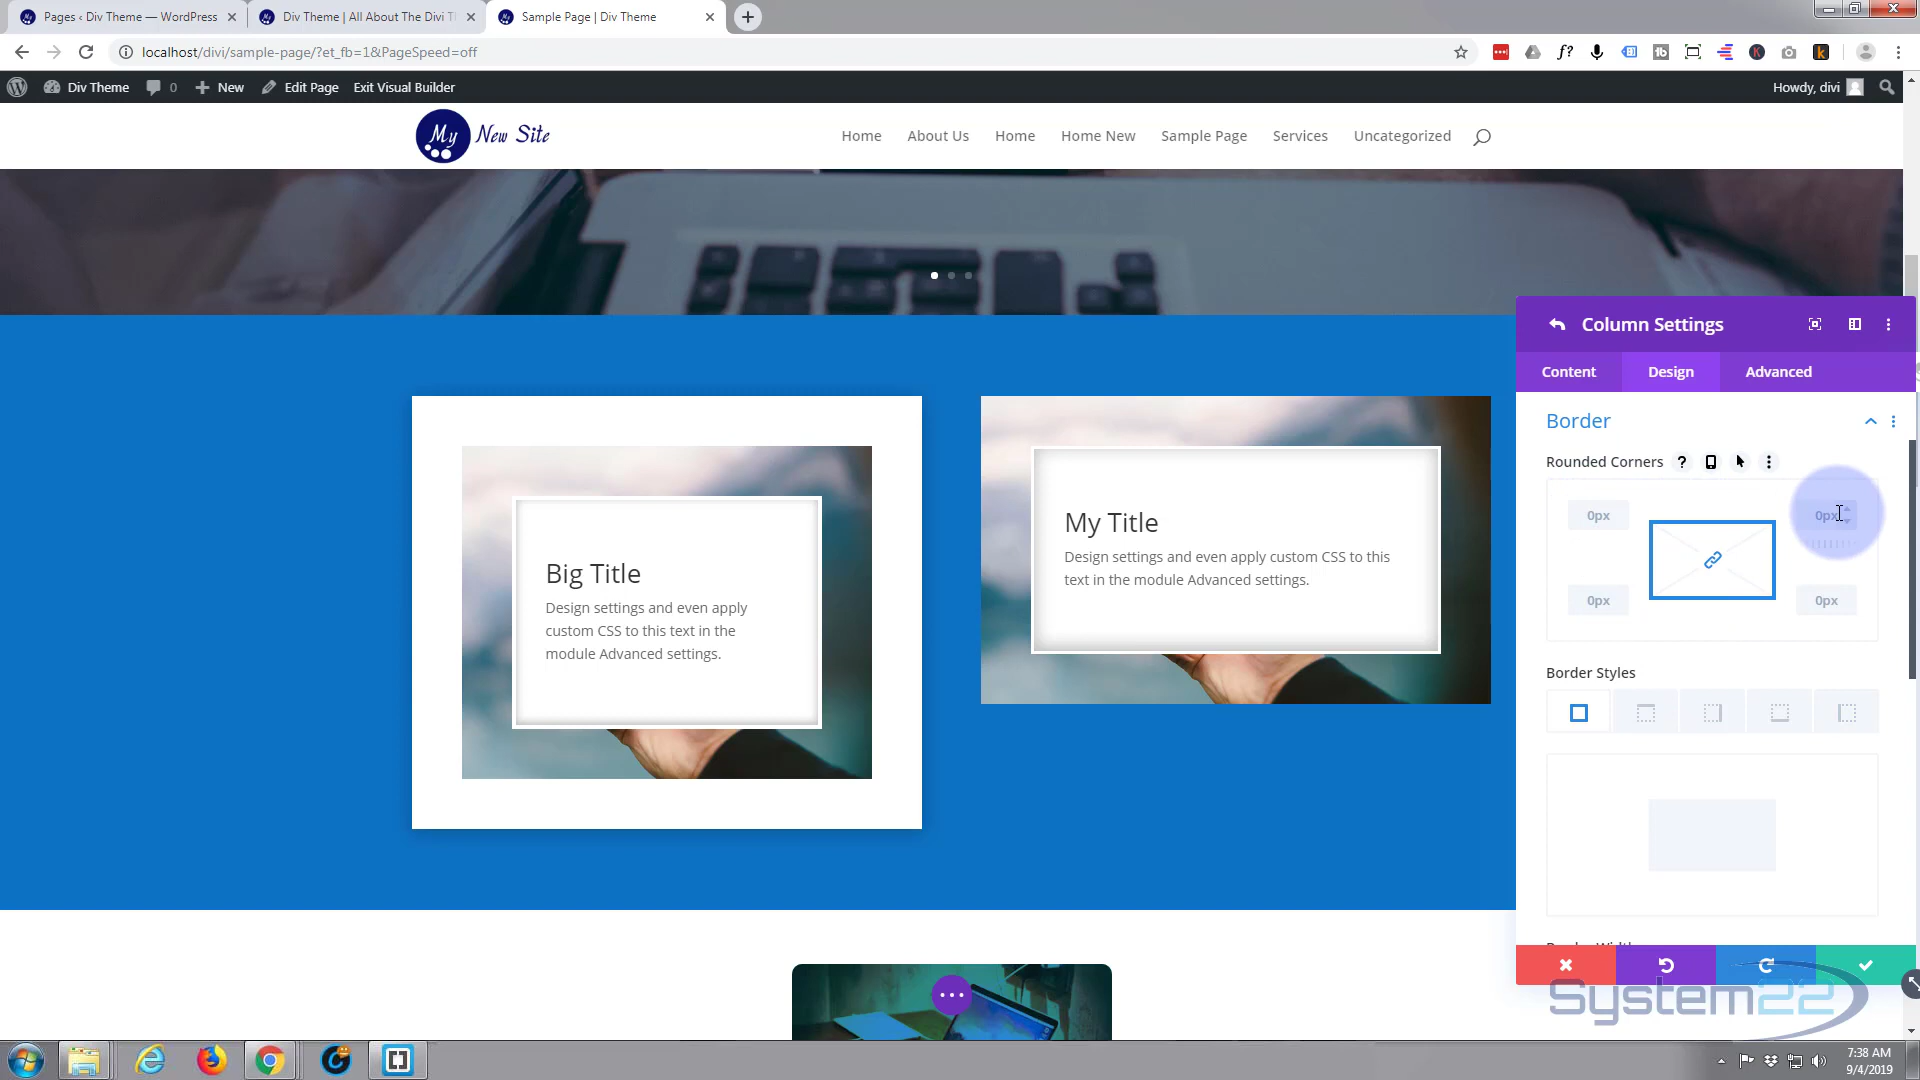 Pages ‹ Div Theme — WordPress
Div Theme | All About The Divi Th
Sample Page | Div Theme
localhost/divi/sample-page/?et_fb=1&PageSpeed=off
Div Theme
0
New
Edit Page
Exit Visual Builder
Howdy, divi
My New Site
Home
About Us
Home
Home New
Sample Page
Services
Uncategorized
Column Settings
Content
Design
Advanced
Border
Rounded Corners
0px
0px
0px
0px
Border Styles
Big Title
Design settings and even apply
custom CSS to this text in the
module Advanced settings.
My Title
Design settings and even apply custom CSS to this
text in the module Advanced settings.
System22
7:38 AM
9/4/2019